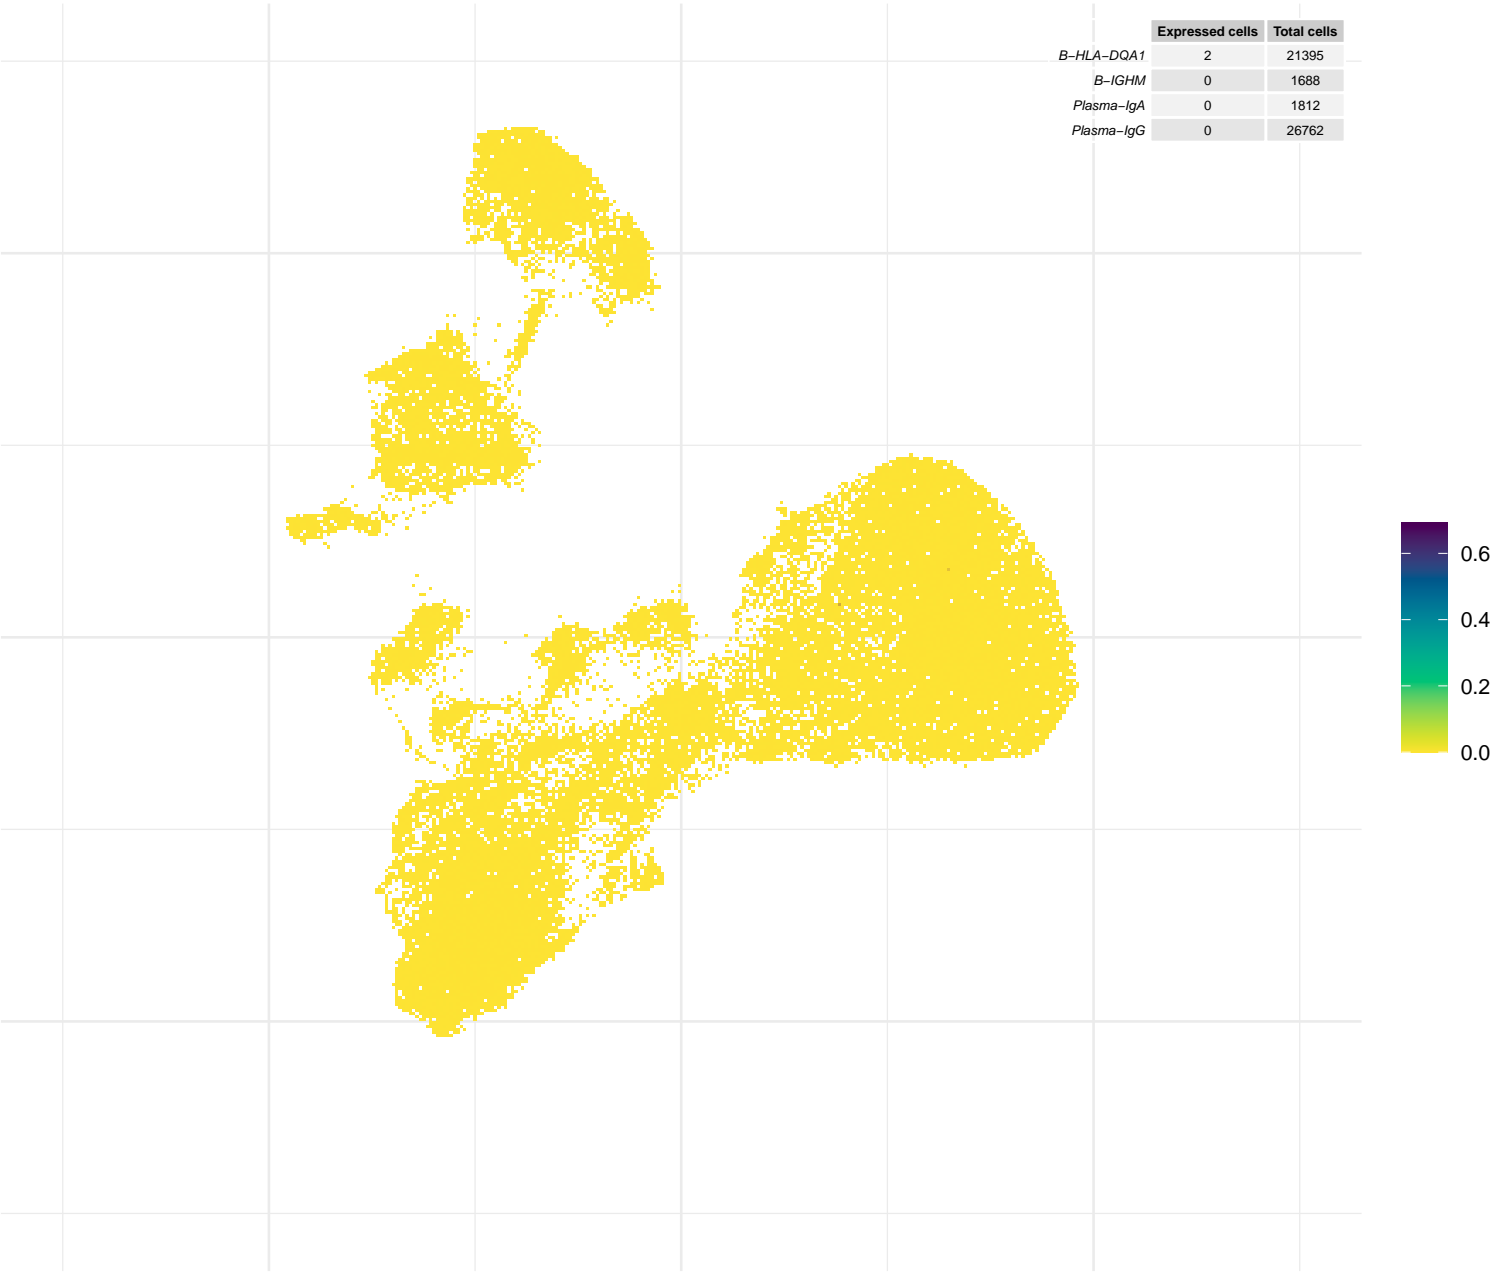 Expressed cells Total cells
B−HLA−DQA1 2 21395
B−IGHM 0 1688
Plasma−IgA 0 1812
Plasma−IgG 0 26762
0.6
0.4
0.2
0.0